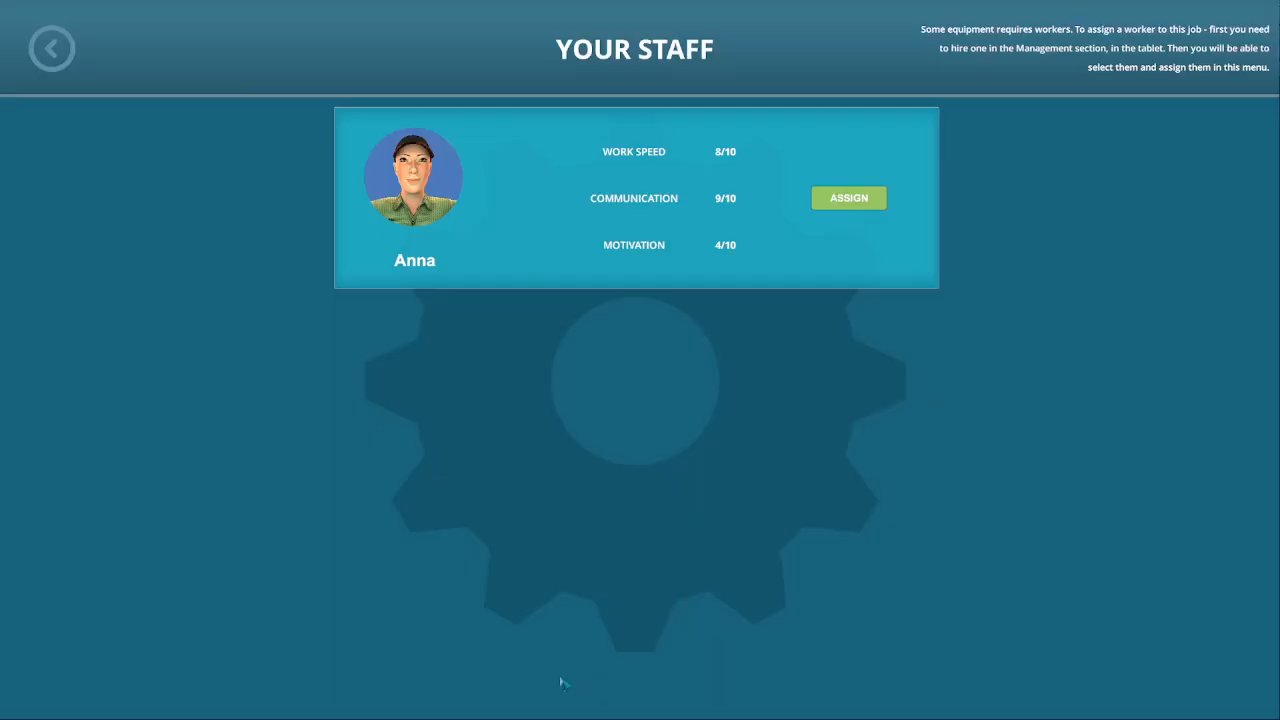 YOUR STAFF
Some equipment requires workers. To assign a worker to this job - first you need
to hire one in the Management section, in the tablet. Then you will be able to
select them and assign them in this menu.
WORK SPEED 8/10
COMMUNICATION 9/10
ASSIGN
MOTIVATION 4/10
Anna